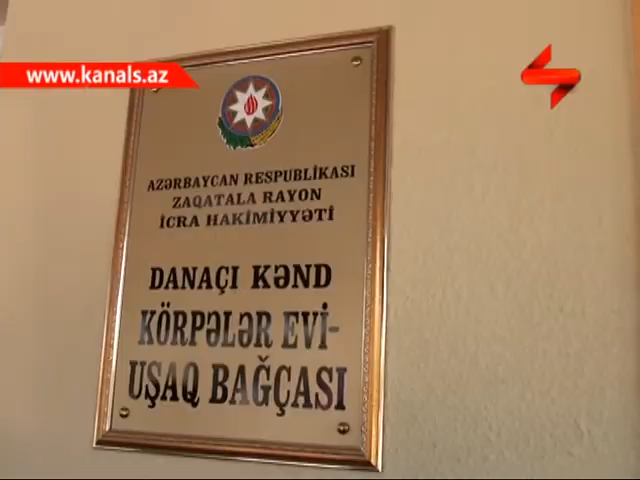 www.kanals.az
AZƏRBAYCAN RESPUBLİKASI
ZAQATALA RAYON
İCRA HAKİMİYYƏTİ
DANAÇI KƏND
KÖRPƏLƏR EVİ-
UŞAQ BAĞÇASI